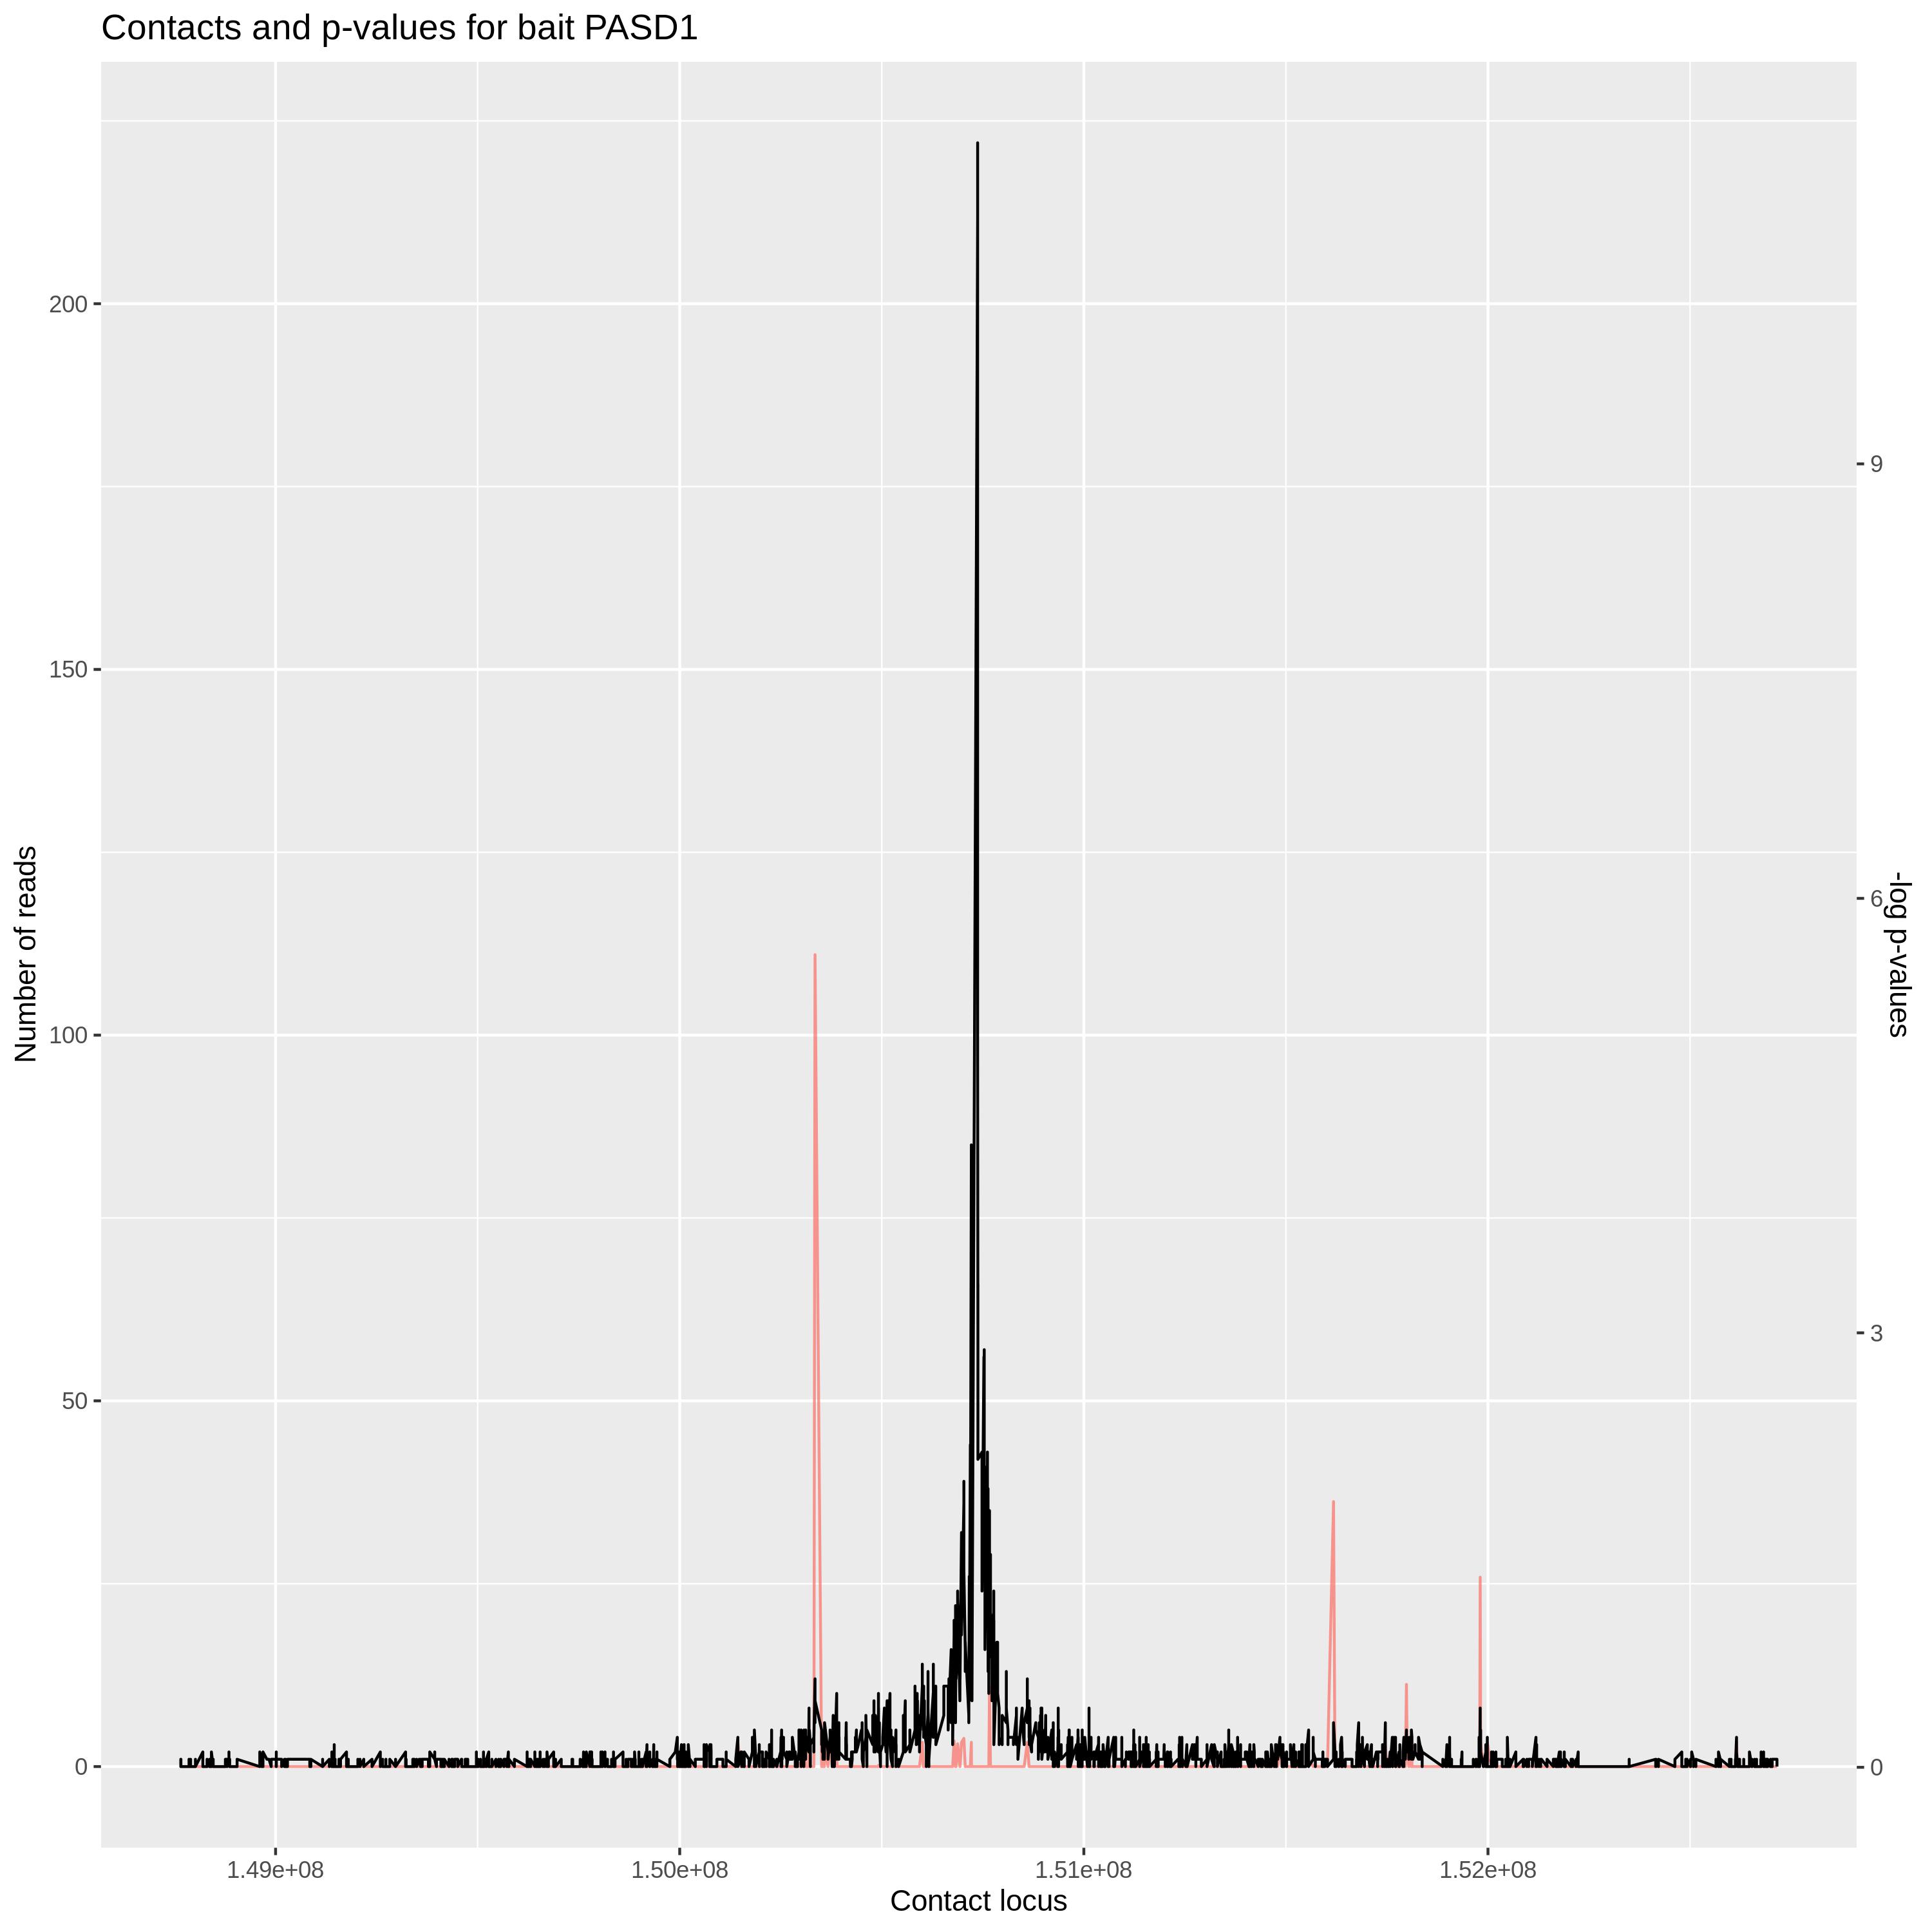 Contacts and p-values for bait PASD1
200
150
100
50
0
Number of reads
9
6
3
0
-log p-values
1.49e+08 1.50e+08 1.51e+08 1.52e+08
Contact locus